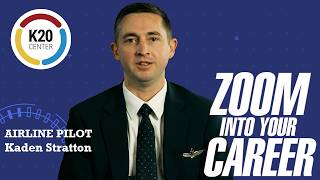 K20
CENTER
AIRLINE PILOT
Kaden Stratton
ZOOM
INTO YOUR
CAREER